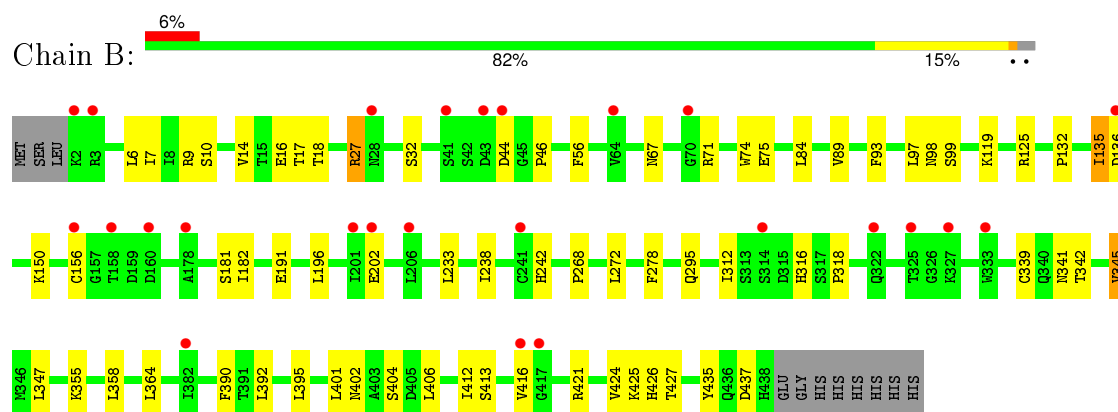 6%
Chain B:
82% 15% • •
MET SER LEU K2 R3 L6 I7 I8 R9 S10 V14 T15 E16 T17 T18 R27 N28 S32 S41 S42 D43 D44 G45 P46 F56 V64 N67 G70 R71 W74 E75 L84 V89 F93 L97 N98 S99 K119 R125 P132 I135 D136
K150 C156 G157 T158 D159 D160 A178 S181 I182 E191 L196 I201 E202 L206 L233 I238 C241 H242 P268 L272 F278 Q295 I312 S313 S314 D315 H316 S317 P318 Q322 T325 G326 K327 W333 C339 Q340 N341 T342 V345
M346 L347 K355 L358 L364 I382 F390 T391 L392 L395 L401 N402 A403 S404 D405 L406 I412 S413 V416 G417 R421 V424 K425 H426 T427 Y435 Q436 D437 H438 GLU GLY HIS HIS HIS HIS HIS HIS